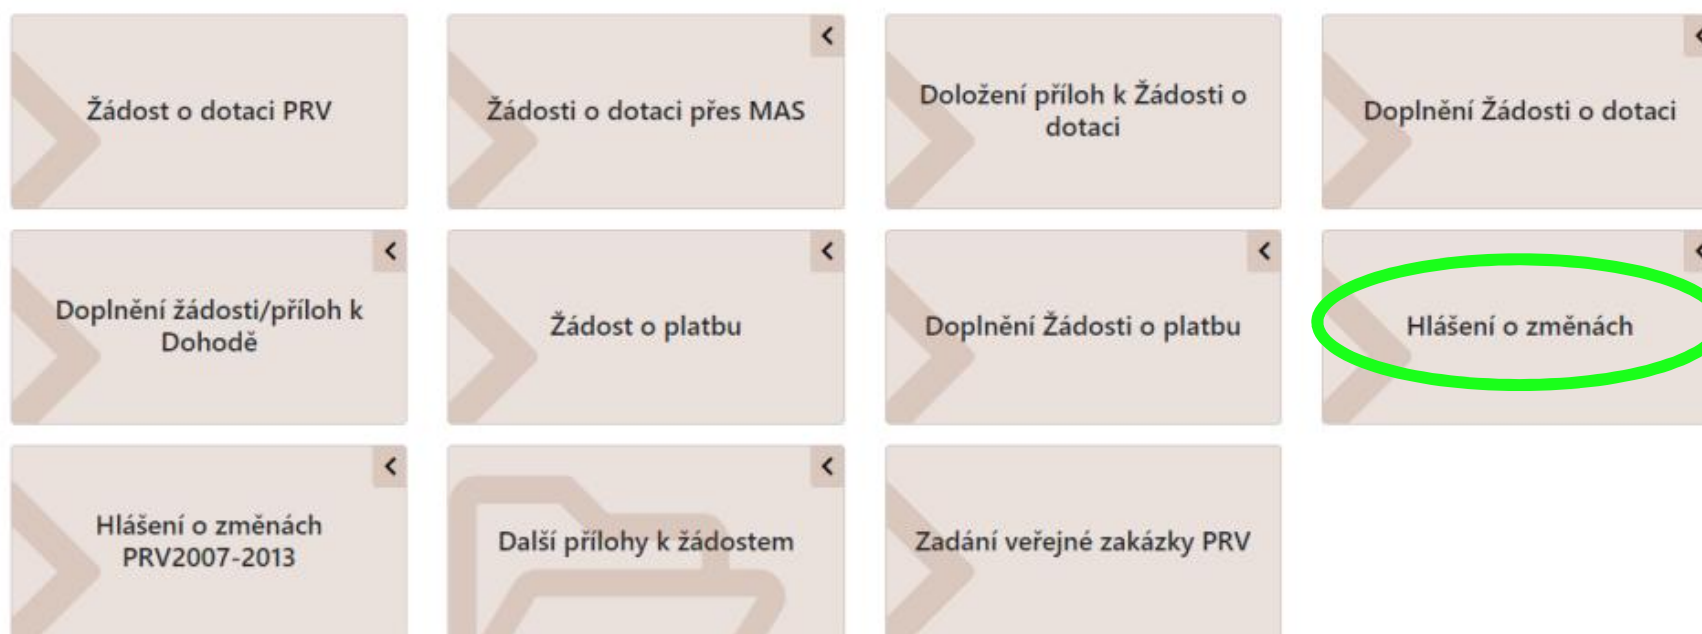 Žádost o dotaci PRV
Žádosti o dotaci přes MAS
Doložení příloh k Žádosti o
dotaci
Doplnění Žádosti o dotaci
Doplnění žádosti/příloh k
Dohodě
Žádost o platbu
Doplnění Žádosti o platbu
Hlášení o změnách
Hlášení o změnách
PRV2007-2013
Další přílohy k žádostem
Zadání veřejné zakázky PRV